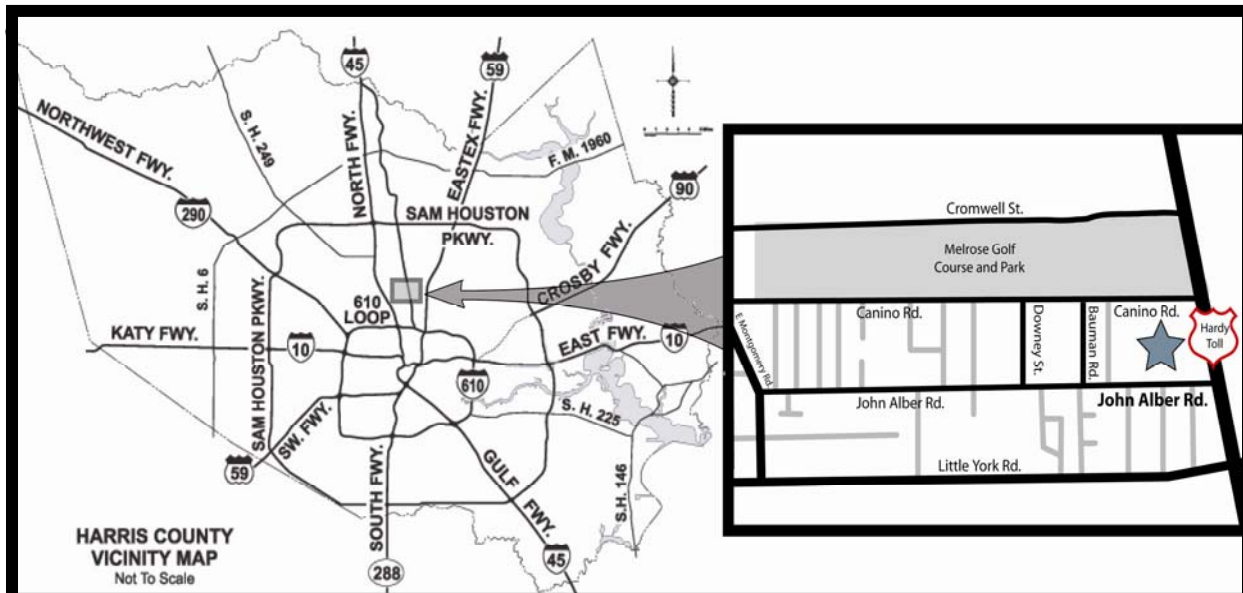 45
59
NORTHWEST FWY.
S. H. 249
NORTH FWY.
EASTEX FWY.
F. M. 1960
90
290
SAM HOUSTON
PKWY.
CROSBY FWY.
S. H. 6
610
LOOP
KATY FWY.
10
SAM HOUSTON PKWY.
EAST FWY.
10
610
S. H. 225
SW. FWY.
59
SOUTH FWY.
GULF FWY.
S.H. 146
45
288
HARRIS COUNTY
VICINITY MAP
Not To Scale
Cromwell St.
Melrose Golf
Course and Park
Canino Rd.
Canino Rd.
E Montgomery Rd.
Downey St.
Bauman Rd.
Hardy
Toll
John Alber Rd.
John Alber Rd.
Little York Rd.